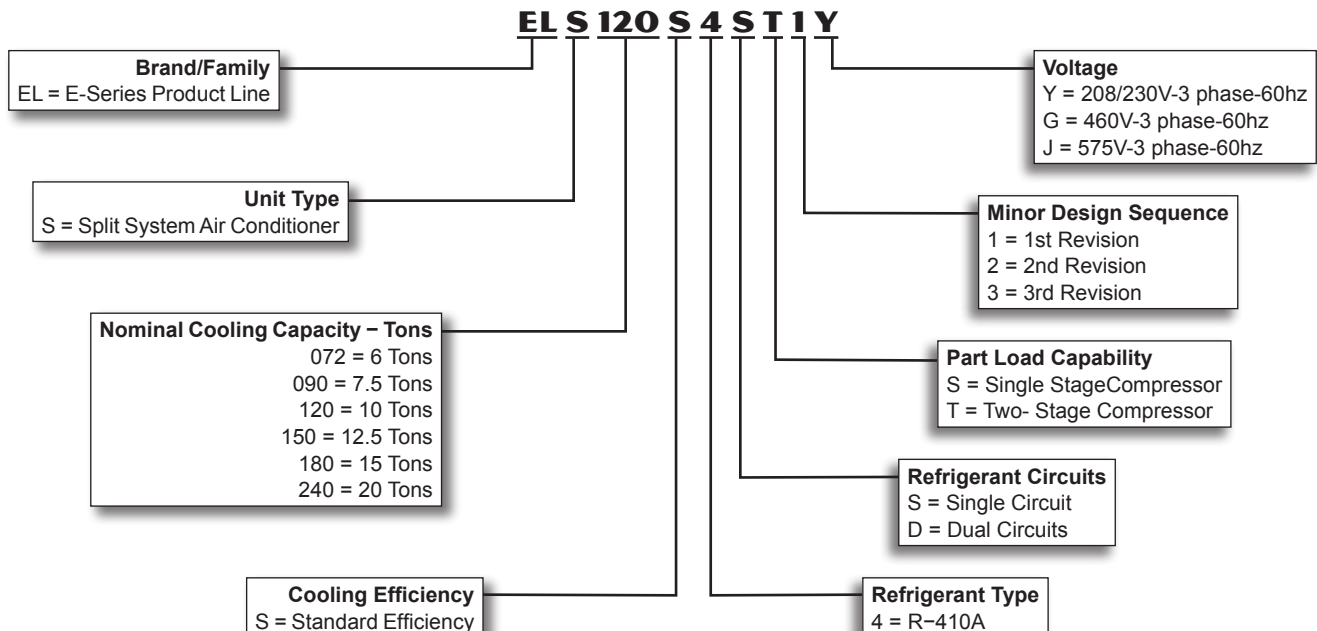 ELS120S4ST1Y
Brand/Family
EL = E-Series Product Line
Unit Type
S = Split System Air Conditioner
Nominal Cooling Capacity − Tons
072 = 6 Tons
090 = 7.5 Tons
120 = 10 Tons
150 = 12.5 Tons
180 = 15 Tons
240 = 20 Tons
Cooling Efficiency
S = Standard Efficiency
Voltage
Y = 208/230V-3 phase-60hz
G = 460V-3 phase-60hz
J = 575V-3 phase-60hz
Minor Design Sequence
1 = 1st Revision
2 = 2nd Revision
3 = 3rd Revision
Part Load Capability
S = Single StageCompressor
T = Two- Stage Compressor
Refrigerant Circuits
S = Single Circuit
D = Dual Circuits
Refrigerant Type
4 = R−410A